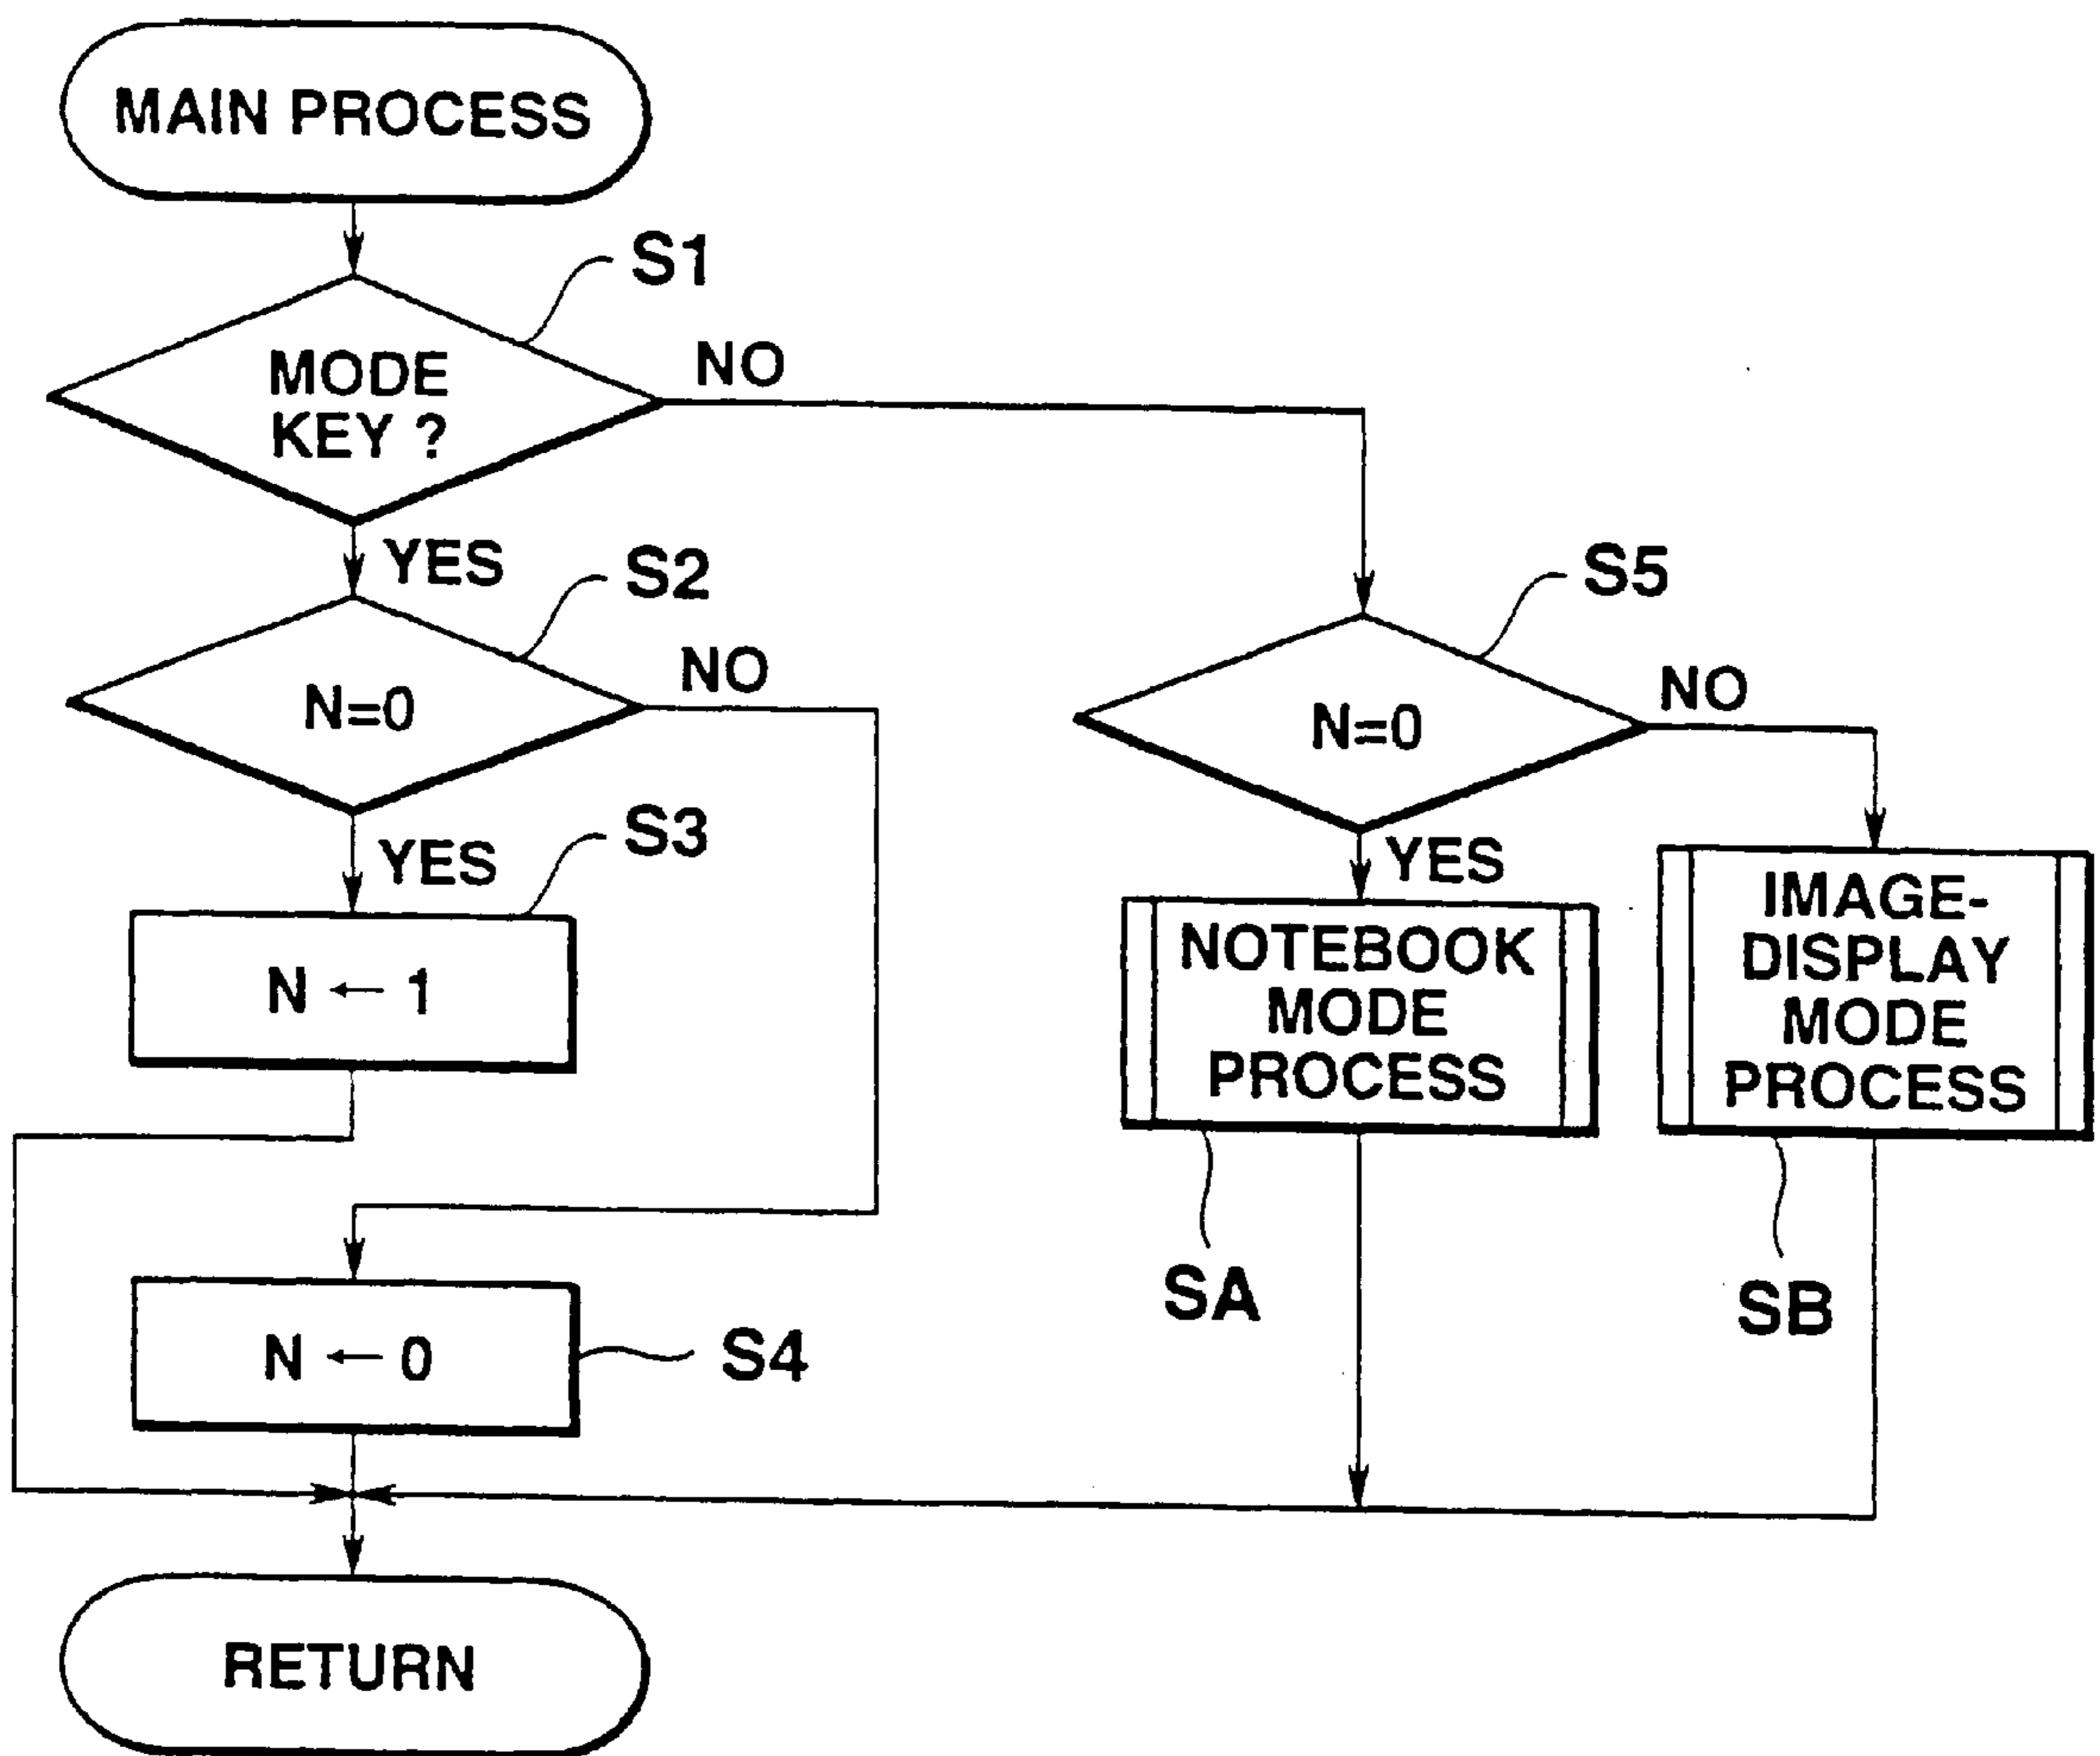 MAIN PROCESS
S1
MODE
KEY ?
NO
YES
S2
N=0
NO
YES
S3
N ← 1
N ← 0
S4
S5
N=0
NO
YES
NOTEBOOK
MODE
PROCESS
SA
IMAGE-
DISPLAY
MODE
PROCESS
SB
RETURN